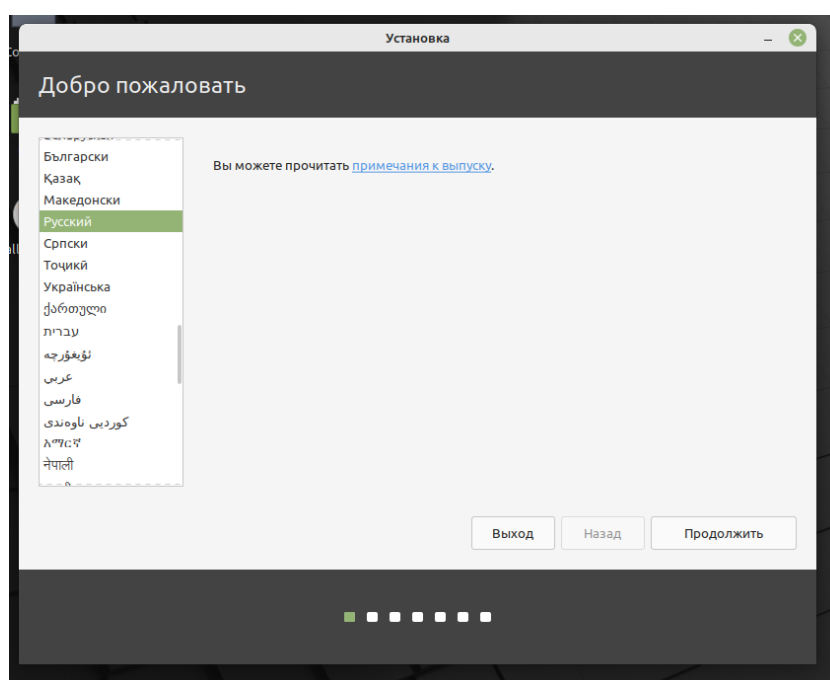 Установка
Добро пожаловать
Български
Қазақ
Македонски
Русский
Српски
Тоҷикӣ
Українська
ქართული
עברית
ئۇيغۇرچە
عربي
فارسی
كوردیی ناوەندی
አማርኛ
नेपाली
Вы можете прочитать примечания к выпуску.
Выход
Назад
Продолжить